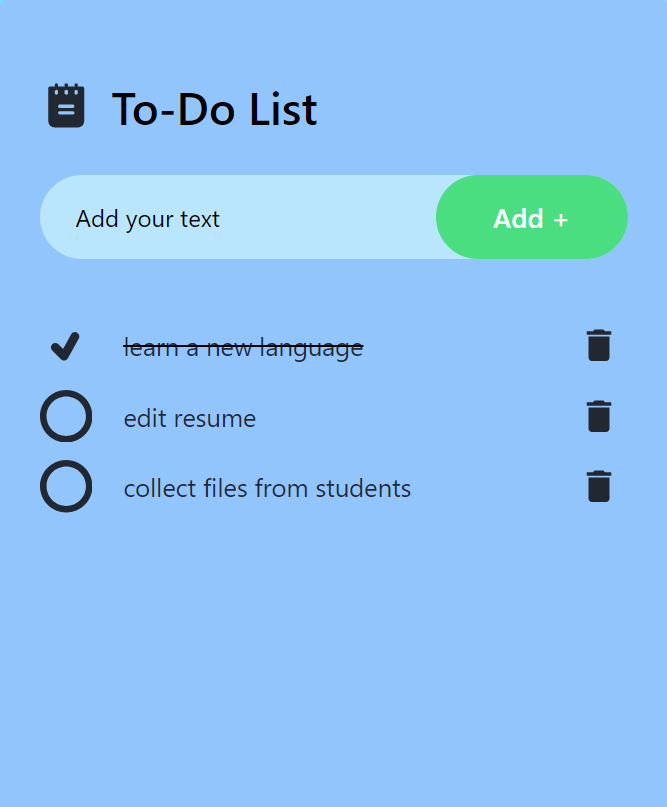 To-Do List
Add your text
Add +
learn a new language
edit resume
collect files from students